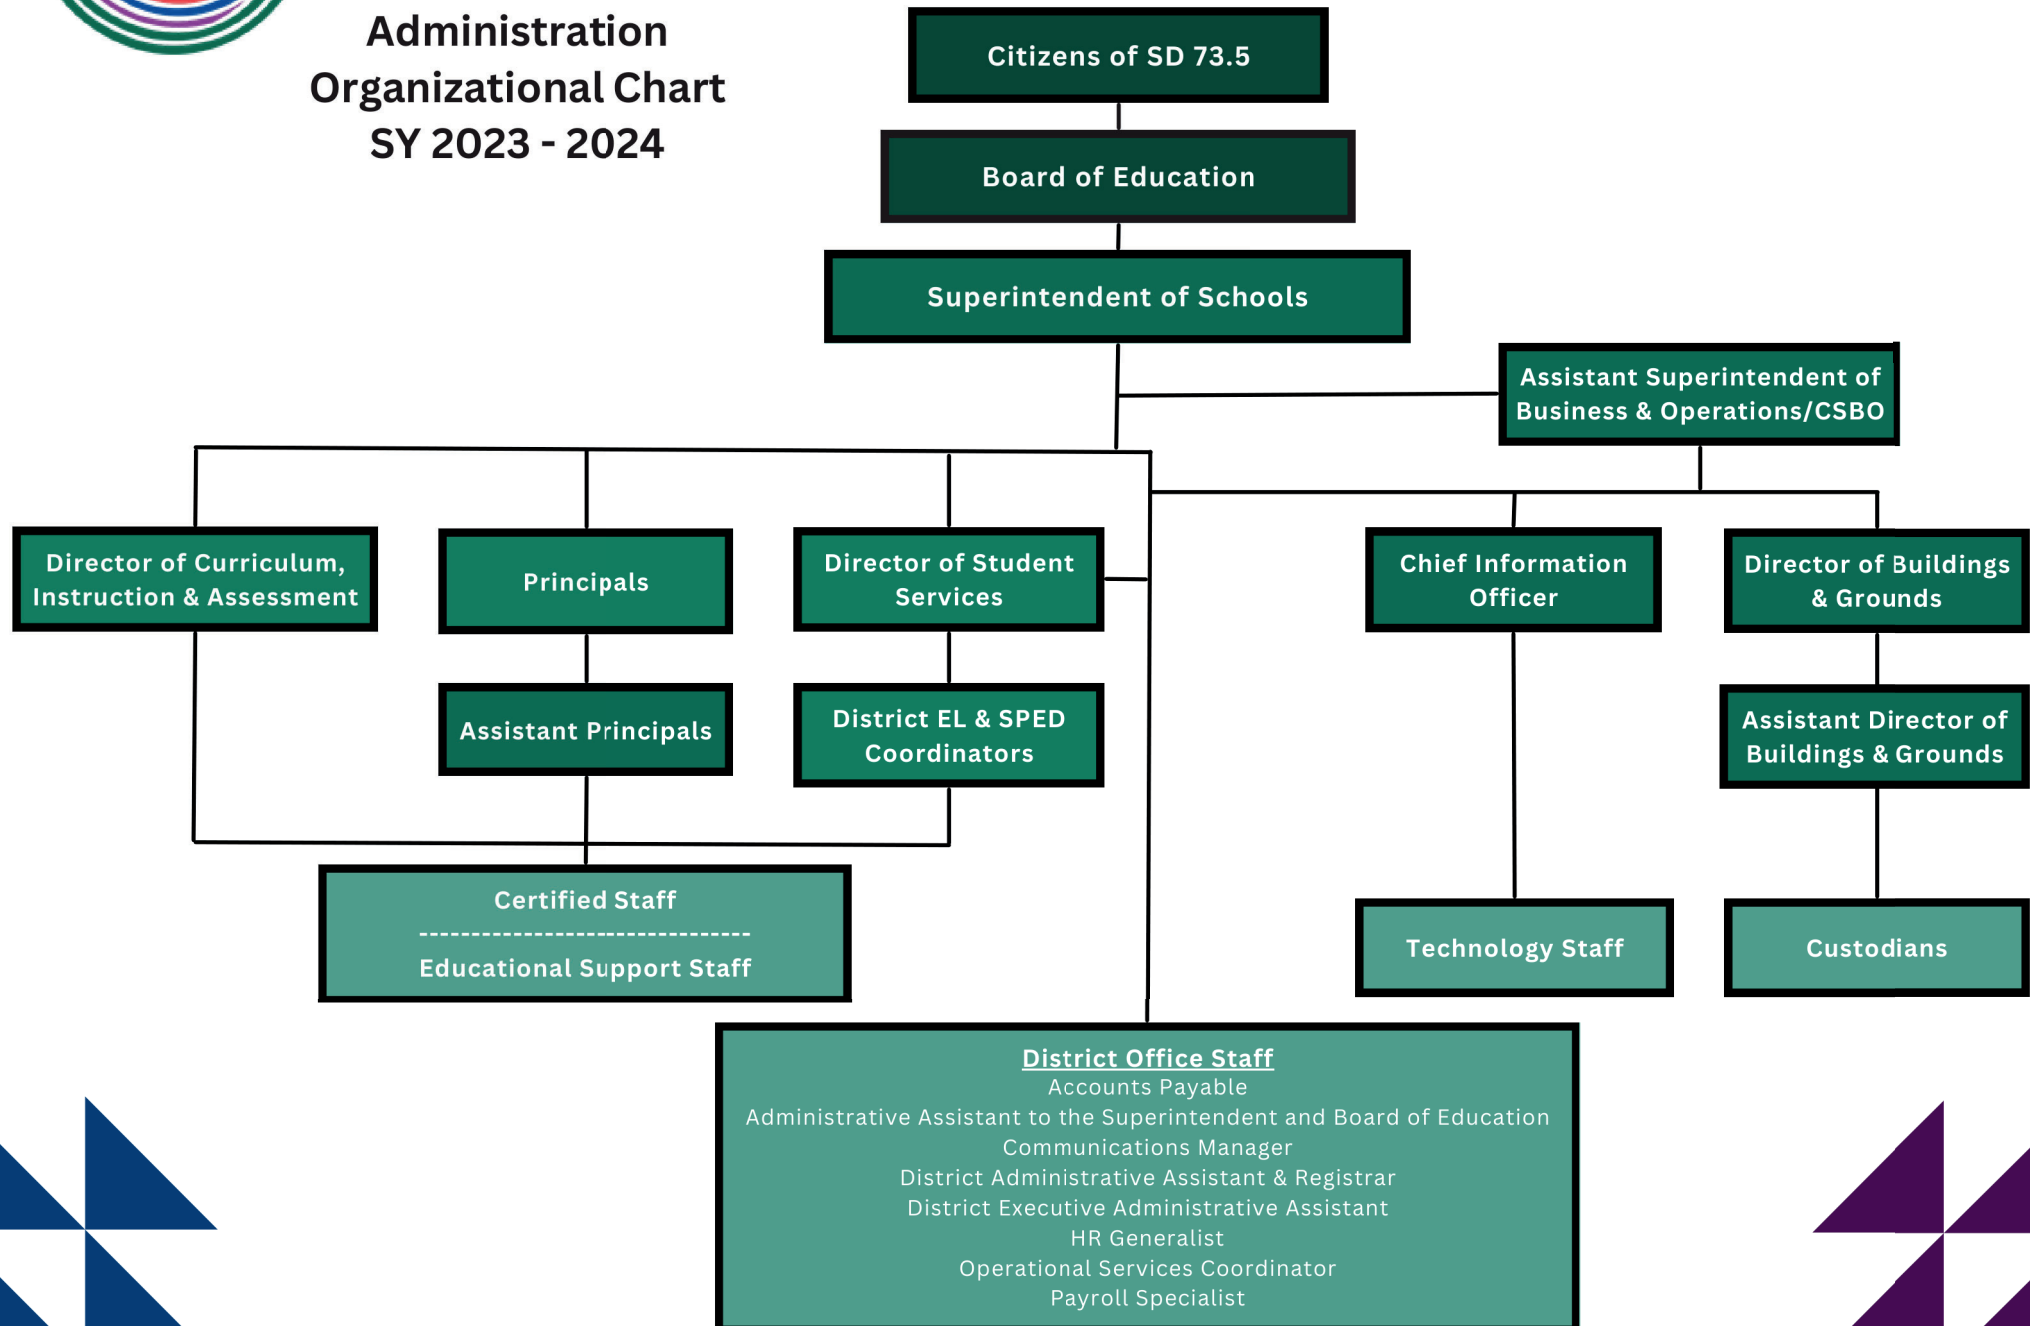 Administration
Organizational Chart
SY 2023 - 2024
Citizens of SD 73.5
Board of Education
Superintendent of Schools
Assistant Superintendent of
Business & Operations/CSBO
Director of Curriculum,
Instruction & Assessment
Principals
Director of Student
Services
Chief Information
Officer
Director of Buildings
& Grounds
Assistant Principals
District EL & SPED
Coordinators
Assistant Director of
Buildings & Grounds
Certified Staff
--------------------------------
Educational Support Staff
Technology Staff
Custodians
District Office Staff
Accounts Payable
Administrative Assistant to the Superintendent and Board of Education
Communications Manager
District Administrative Assistant & Registrar
District Executive Administrative Assistant
HR Generalist
Operational Services Coordinator
Payroll Specialist